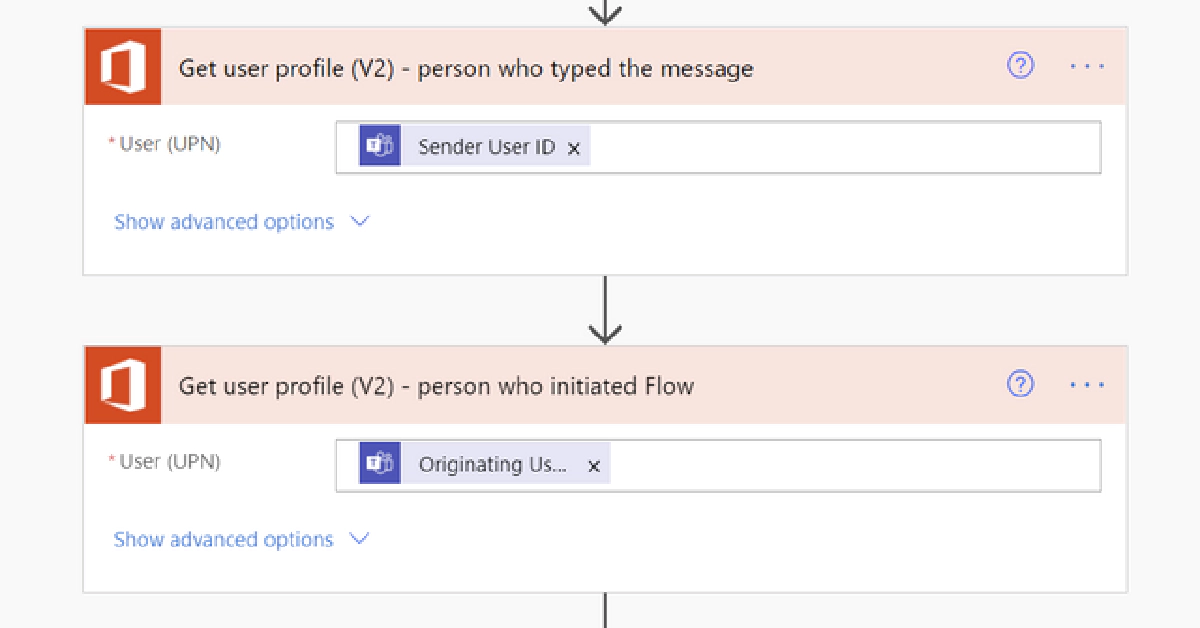 Get user profile (V2) - person who typed the message
* User (UPN)
Sender User ID ×
Show advanced options
Get user profile (V2) - person who initiated Flow
* User (UPN)
Originating Us... ×
Show advanced options